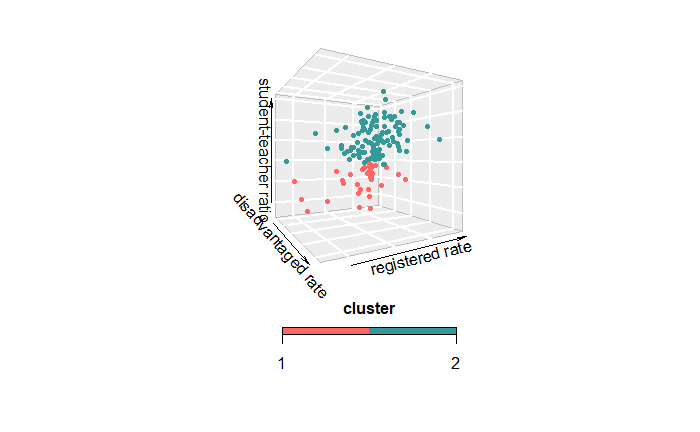 student-teacher ratio
disadvantaged rate
registered rate
cluster
1 2